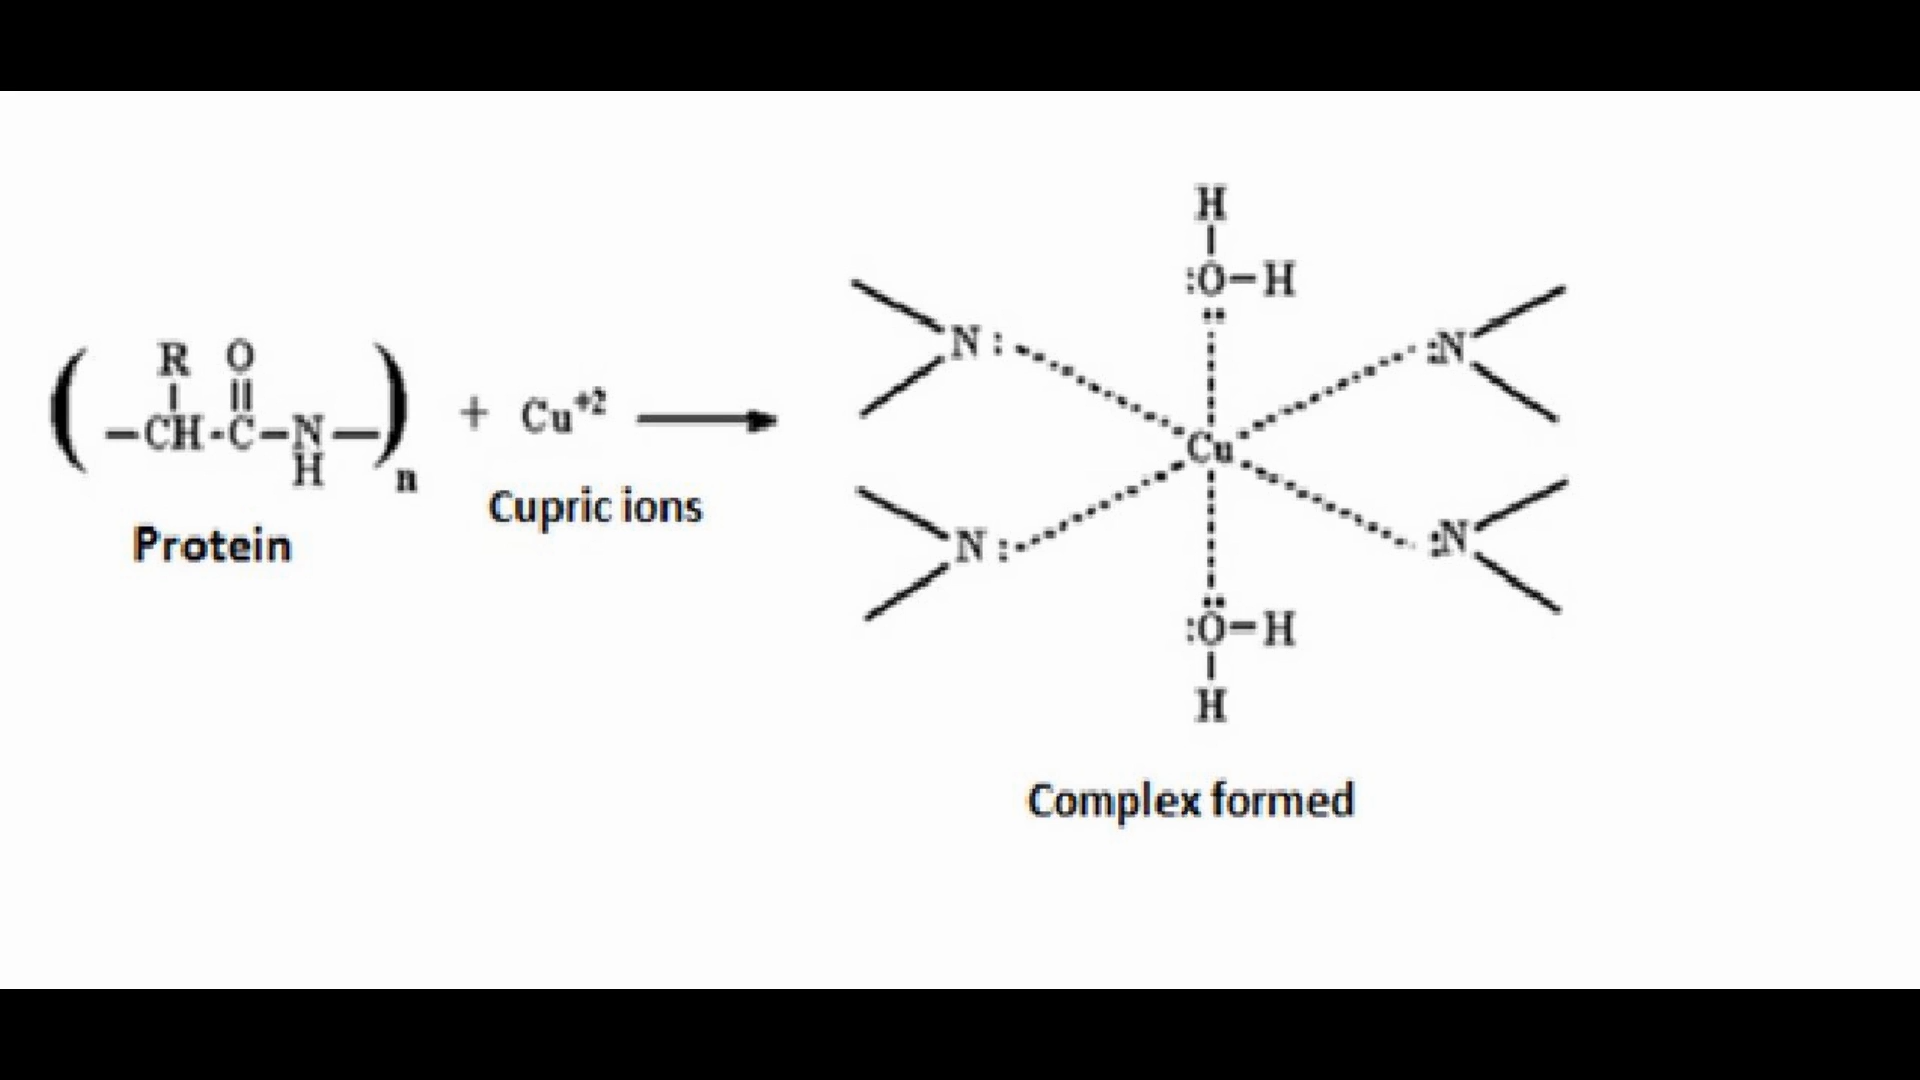 R O
( –CH-C–N– )n
H
+ Cu+2
Protein
Cupric ions
H
:O–H
N: :N
Cu
N: :N
:O–H
H
Complex formed